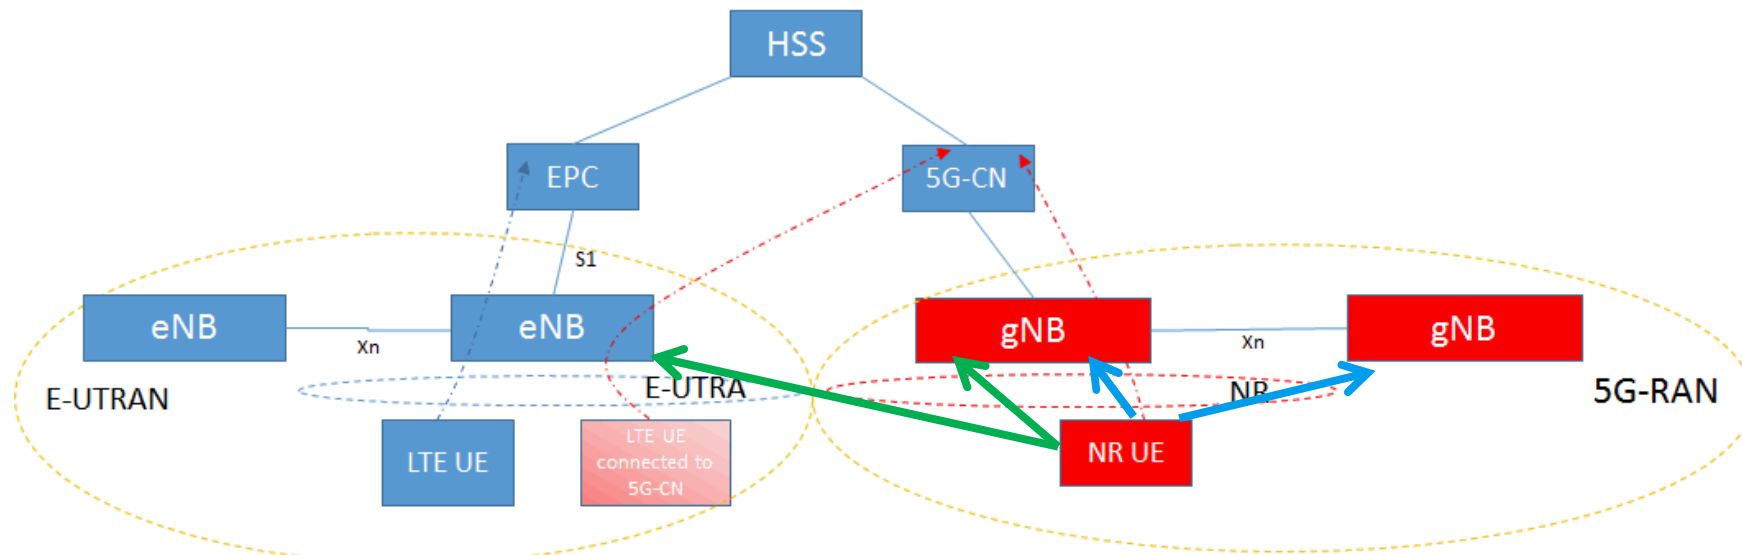 HSS
EPC
5G-CN
S1
eNB
Xn
eNB
gNB
Xn
gNB
E-UTRAN
E-UTRA
NR
5G-RAN
LTE UE
LTE UE
connected to
5G-CN
NR UE